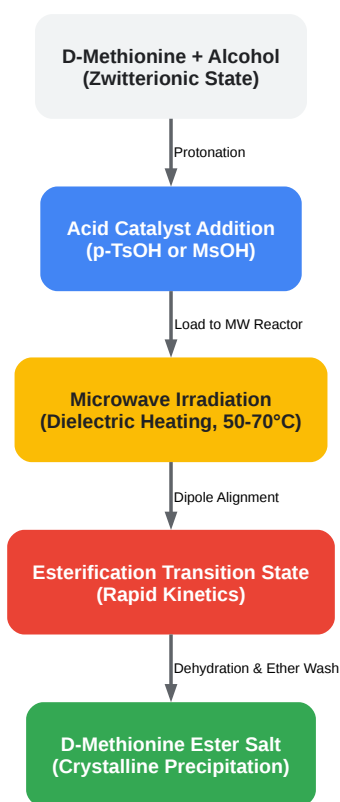 D-Methionine + Alcohol
(Zwitterionic State)
Protonation
Acid Catalyst Addition
(p-TsOH or MsOH)
Load to MW Reactor
Microwave Irradiation
(Dielectric Heating, 50-70°C)
Dipole Alignment
Esterification Transition State
(Rapid Kinetics)
Dehydration & Ether Wash
D-Methionine Ester Salt
(Crystalline Precipitation)